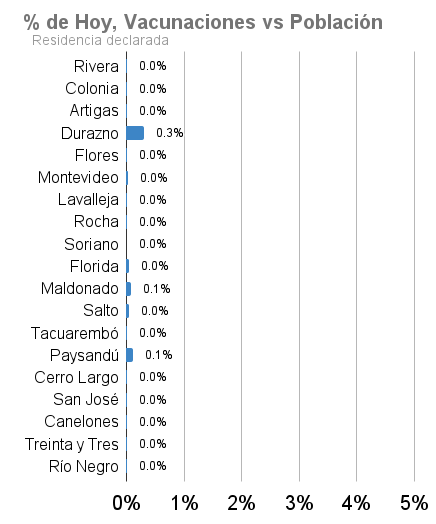 % de Hoy, Vacunaciones vs Población
Residencia declarada
Rivera 0.0%
Colonia 0.0%
Artigas 0.0%
Durazno 0.3%
Flores 0.0%
Montevideo 0.0%
Lavalleja 0.0%
Rocha 0.0%
Soriano 0.0%
Florida 0.0%
Maldonado 0.1%
Salto 0.0%
Tacuarembó 0.0%
Paysandú 0.1%
Cerro Largo 0.0%
San José 0.0%
Canelones 0.0%
Treinta y Tres 0.0%
Río Negro 0.0%
0% 1% 2% 3% 4% 5%